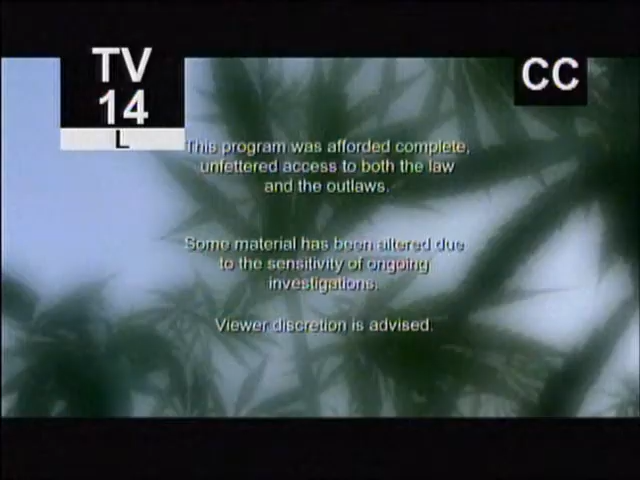 TV
14
L
CC
This program was afforded complete,
unfettered access to both the law
and the outlaws.
Some material has been altered due
to the sensitivity of ongoing
investigations.
Viewer discretion is advised.